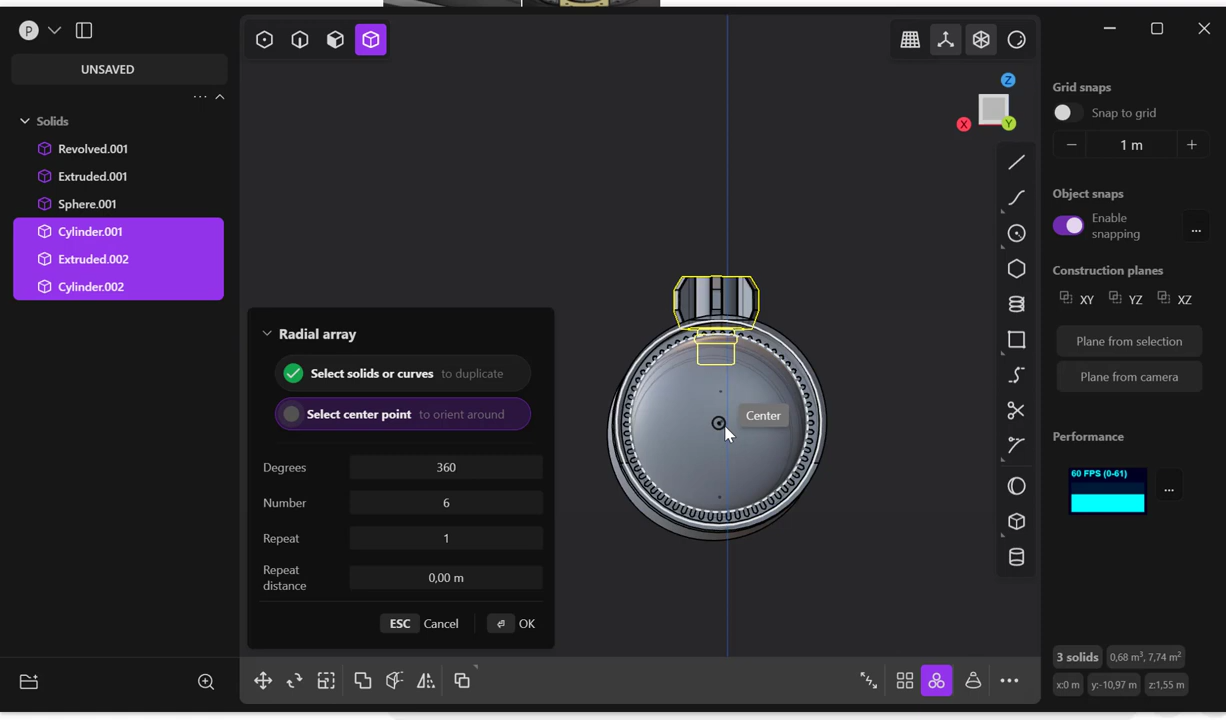 P
UNSAVED
...
Solids
Revolved.001
Extruded.001
Sphere.001
Cylinder.001
Extruded.002
Cylinder.002
Radial array
Select solids or curves to duplicate
Select center point to orient around
Degrees 360
Number 6
Repeat 1
Repeat distance 0,00 m
ESC Cancel OK
Center
Z
X
Y
Grid snaps
Snap to grid
− 1 m +
Object snaps
Enable snapping
...
Construction planes
XY YZ XZ
Plane from selection
Plane from camera
Performance
60 FPS (0-61)
...
3 solids 0,68 m³, 7,74 m²
x:0 m y:-10,97 m z:1,55 m